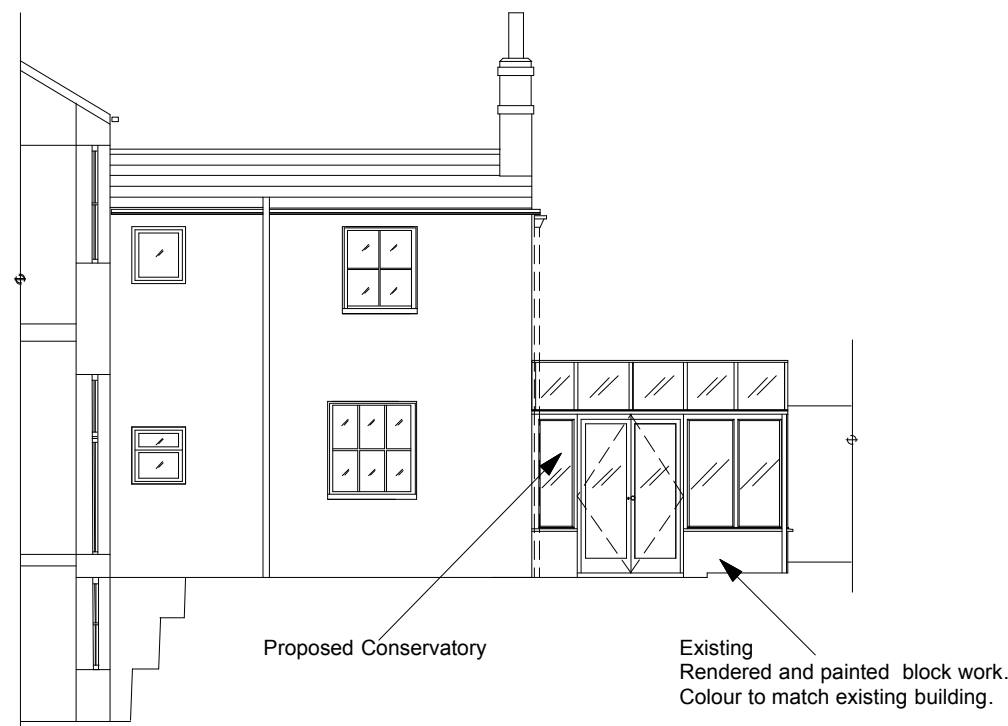 Proposed Conservatory
Existing
Rendered and painted block work.
Colour to match existing building.